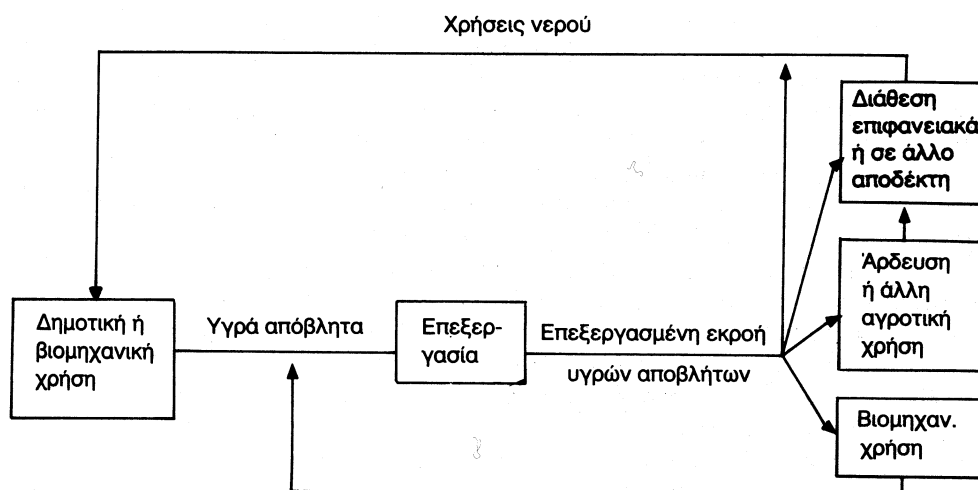 Χρήσεις νερού
Διάθεση
επιφανειακά
ή σε άλλο
αποδέκτη
Άρδευση
ή άλλη
αγροτική
χρήση
Δημοτική ή
βιομηχανική
χρήση
Υγρά απόβλητα
Επεξερ-
γασία
Επεξεργασμένη εκροή
υγρών αποβλήτων
Βιομηχαν.
χρήση